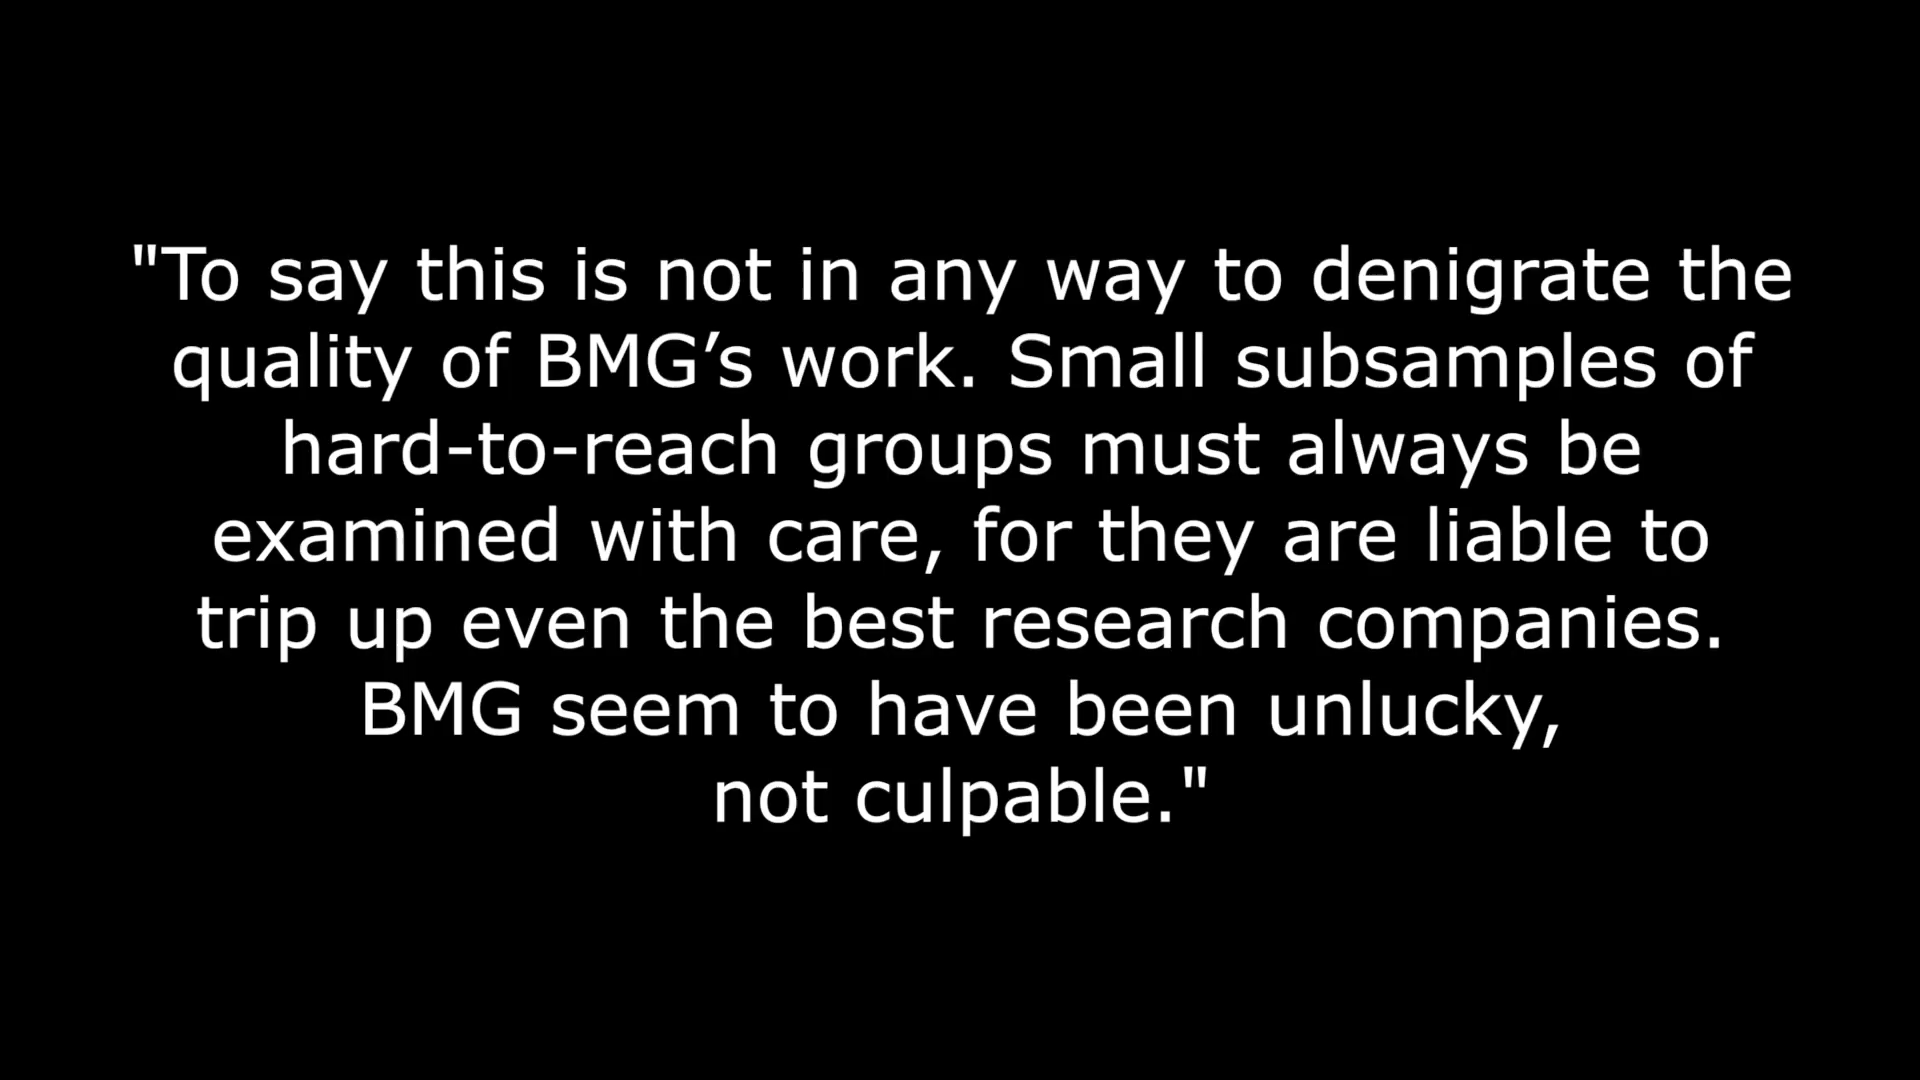 "To say this is not in any way to denigrate the
quality of BMG’s work. Small subsamples of
hard-to-reach groups must always be
examined with care, for they are liable to
trip up even the best research companies.
BMG seem to have been unlucky,
not culpable."